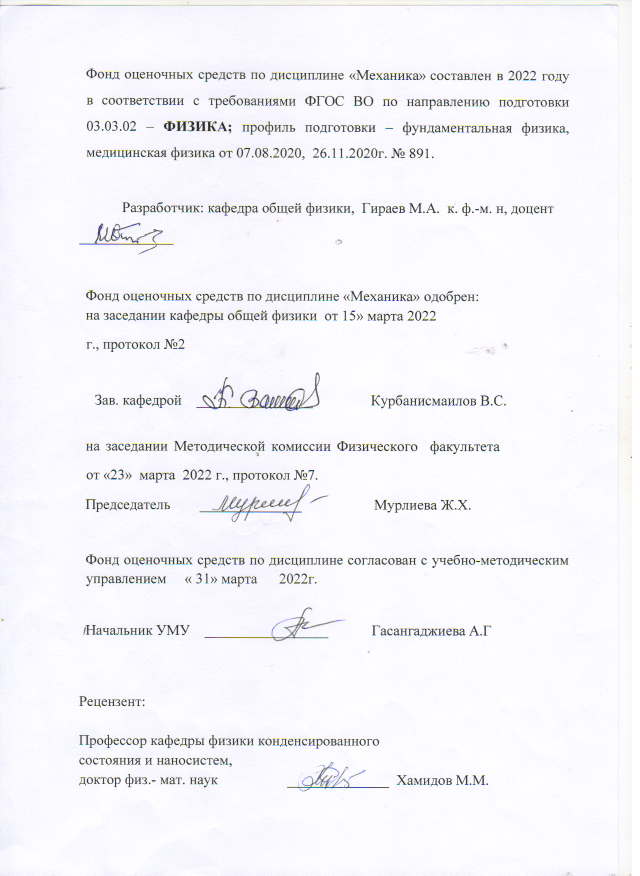 Фонд оценочных средств по дисциплине «Механика» составлен в 2022 году
в соответствии с требованиями ФГОС ВО по направлению подготовки
03.03.02 – ФИЗИКА; профиль подготовки – фундаментальная физика,
медицинская физика от 07.08.2020, 26.11.2020г. № 891.
Разработчик: кафедра общей физики, Гираев М.А. к. ф.-м. н, доцент
Фонд оценочных средств по дисциплине «Механика» одобрен:
на заседании кафедры общей физики от 15» марта 2022
г., протокол №2
Зав. кафедрой Курбанисмаилов В.С.
на заседании Методической комиссии Физического факультета
от «23» марта 2022 г., протокол №7.
Председатель Мурлиева Ж.Х.
Фонд оценочных средств по дисциплине согласован с учебно-методическим
управлением « 31» марта 2022г.
Начальник УМУ Гасангаджиева А.Г
Рецензент:
Профессор кафедры физики конденсированного
состояния и наносистем,
доктор физ.- мат. наук Хамидов М.М.